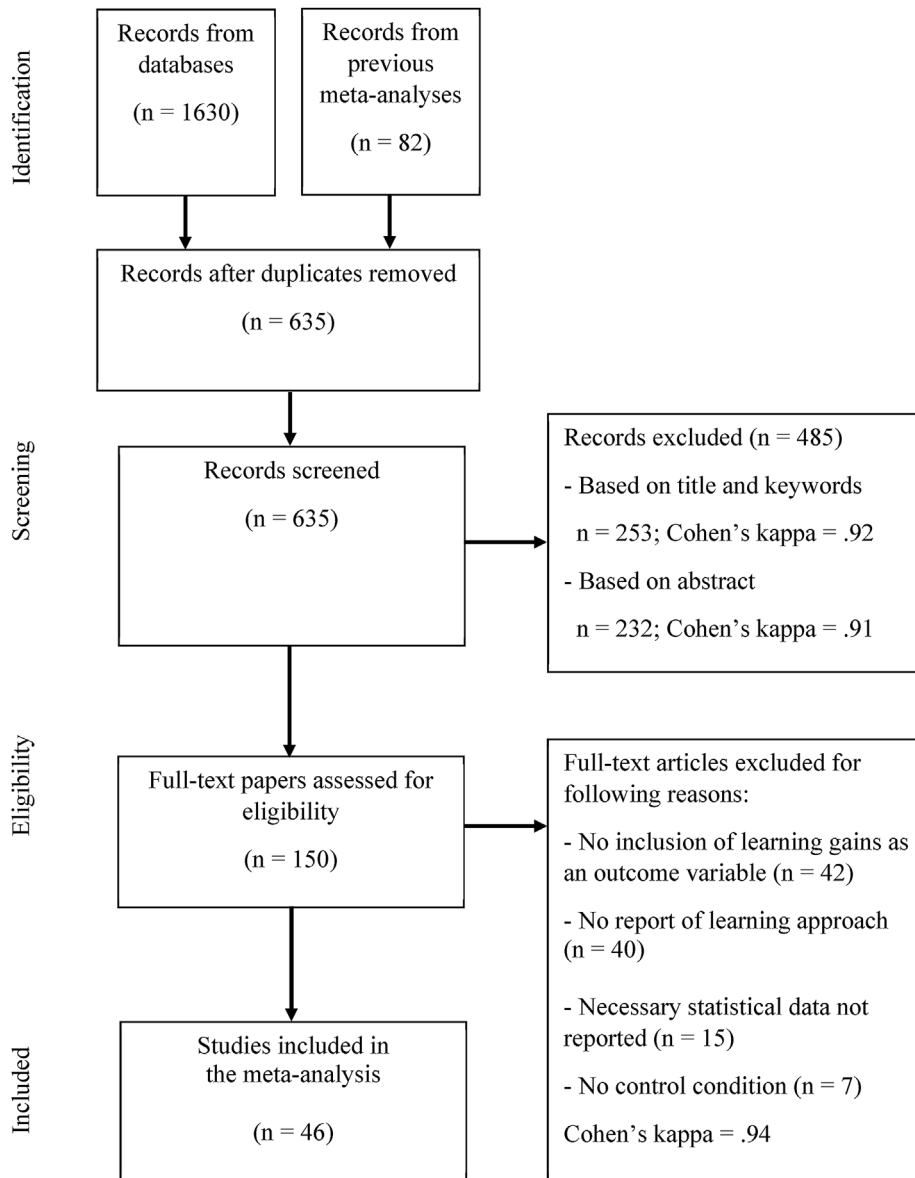 Identification
Records from
databases
(n = 1630)
Records from
previous
meta-analyses
(n = 82)
Records after duplicates removed
(n = 635)
Screening
Records screened
(n = 635)
Records excluded (n = 485)
- Based on title and keywords
n = 253; Cohen’s kappa = .92
- Based on abstract
n = 232; Cohen’s kappa = .91
Eligibility
Full-text papers assessed for
eligibility
(n = 150)
Full-text articles excluded for
following reasons:
- No inclusion of learning gains as
an outcome variable (n = 42)
- No report of learning approach
(n = 40)
- Necessary statistical data not
reported (n = 15)
- No control condition (n = 7)
Cohen’s kappa = .94
Included
Studies included in
the meta-analysis
(n = 46)